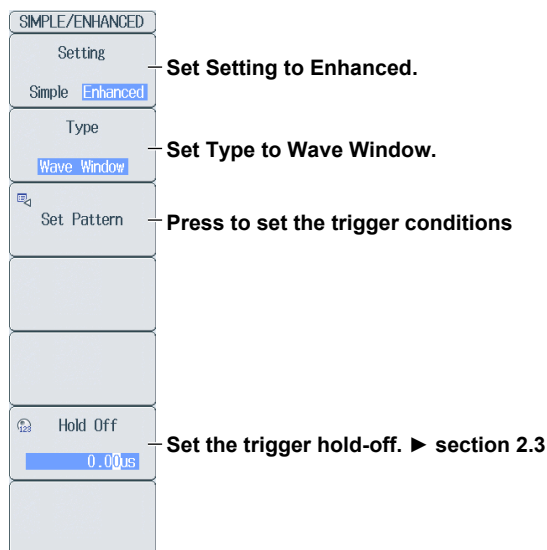 SIMPLE/ENHANCED
Setting
Simple Enhanced
Set Setting to Enhanced.
Type
Wave Window
Set Type to Wave Window.
Set Pattern
Press to set the trigger conditions
123
Hold Off
0.00us
Set the trigger hold-off. ► section 2.3